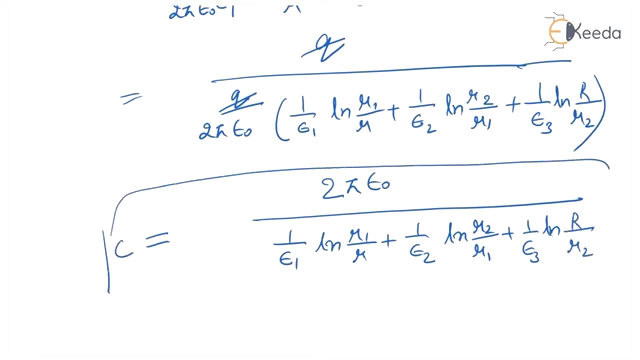 Keeda
= q / q/2πε0 (1/ε1 ln r1/r + 1/ε2 ln r2/r1 + 1/ε3 ln R/r2)
C = 2πε0 / 1/ε1 ln r1/r + 1/ε2 ln r2/r1 + 1/ε3 ln R/r2